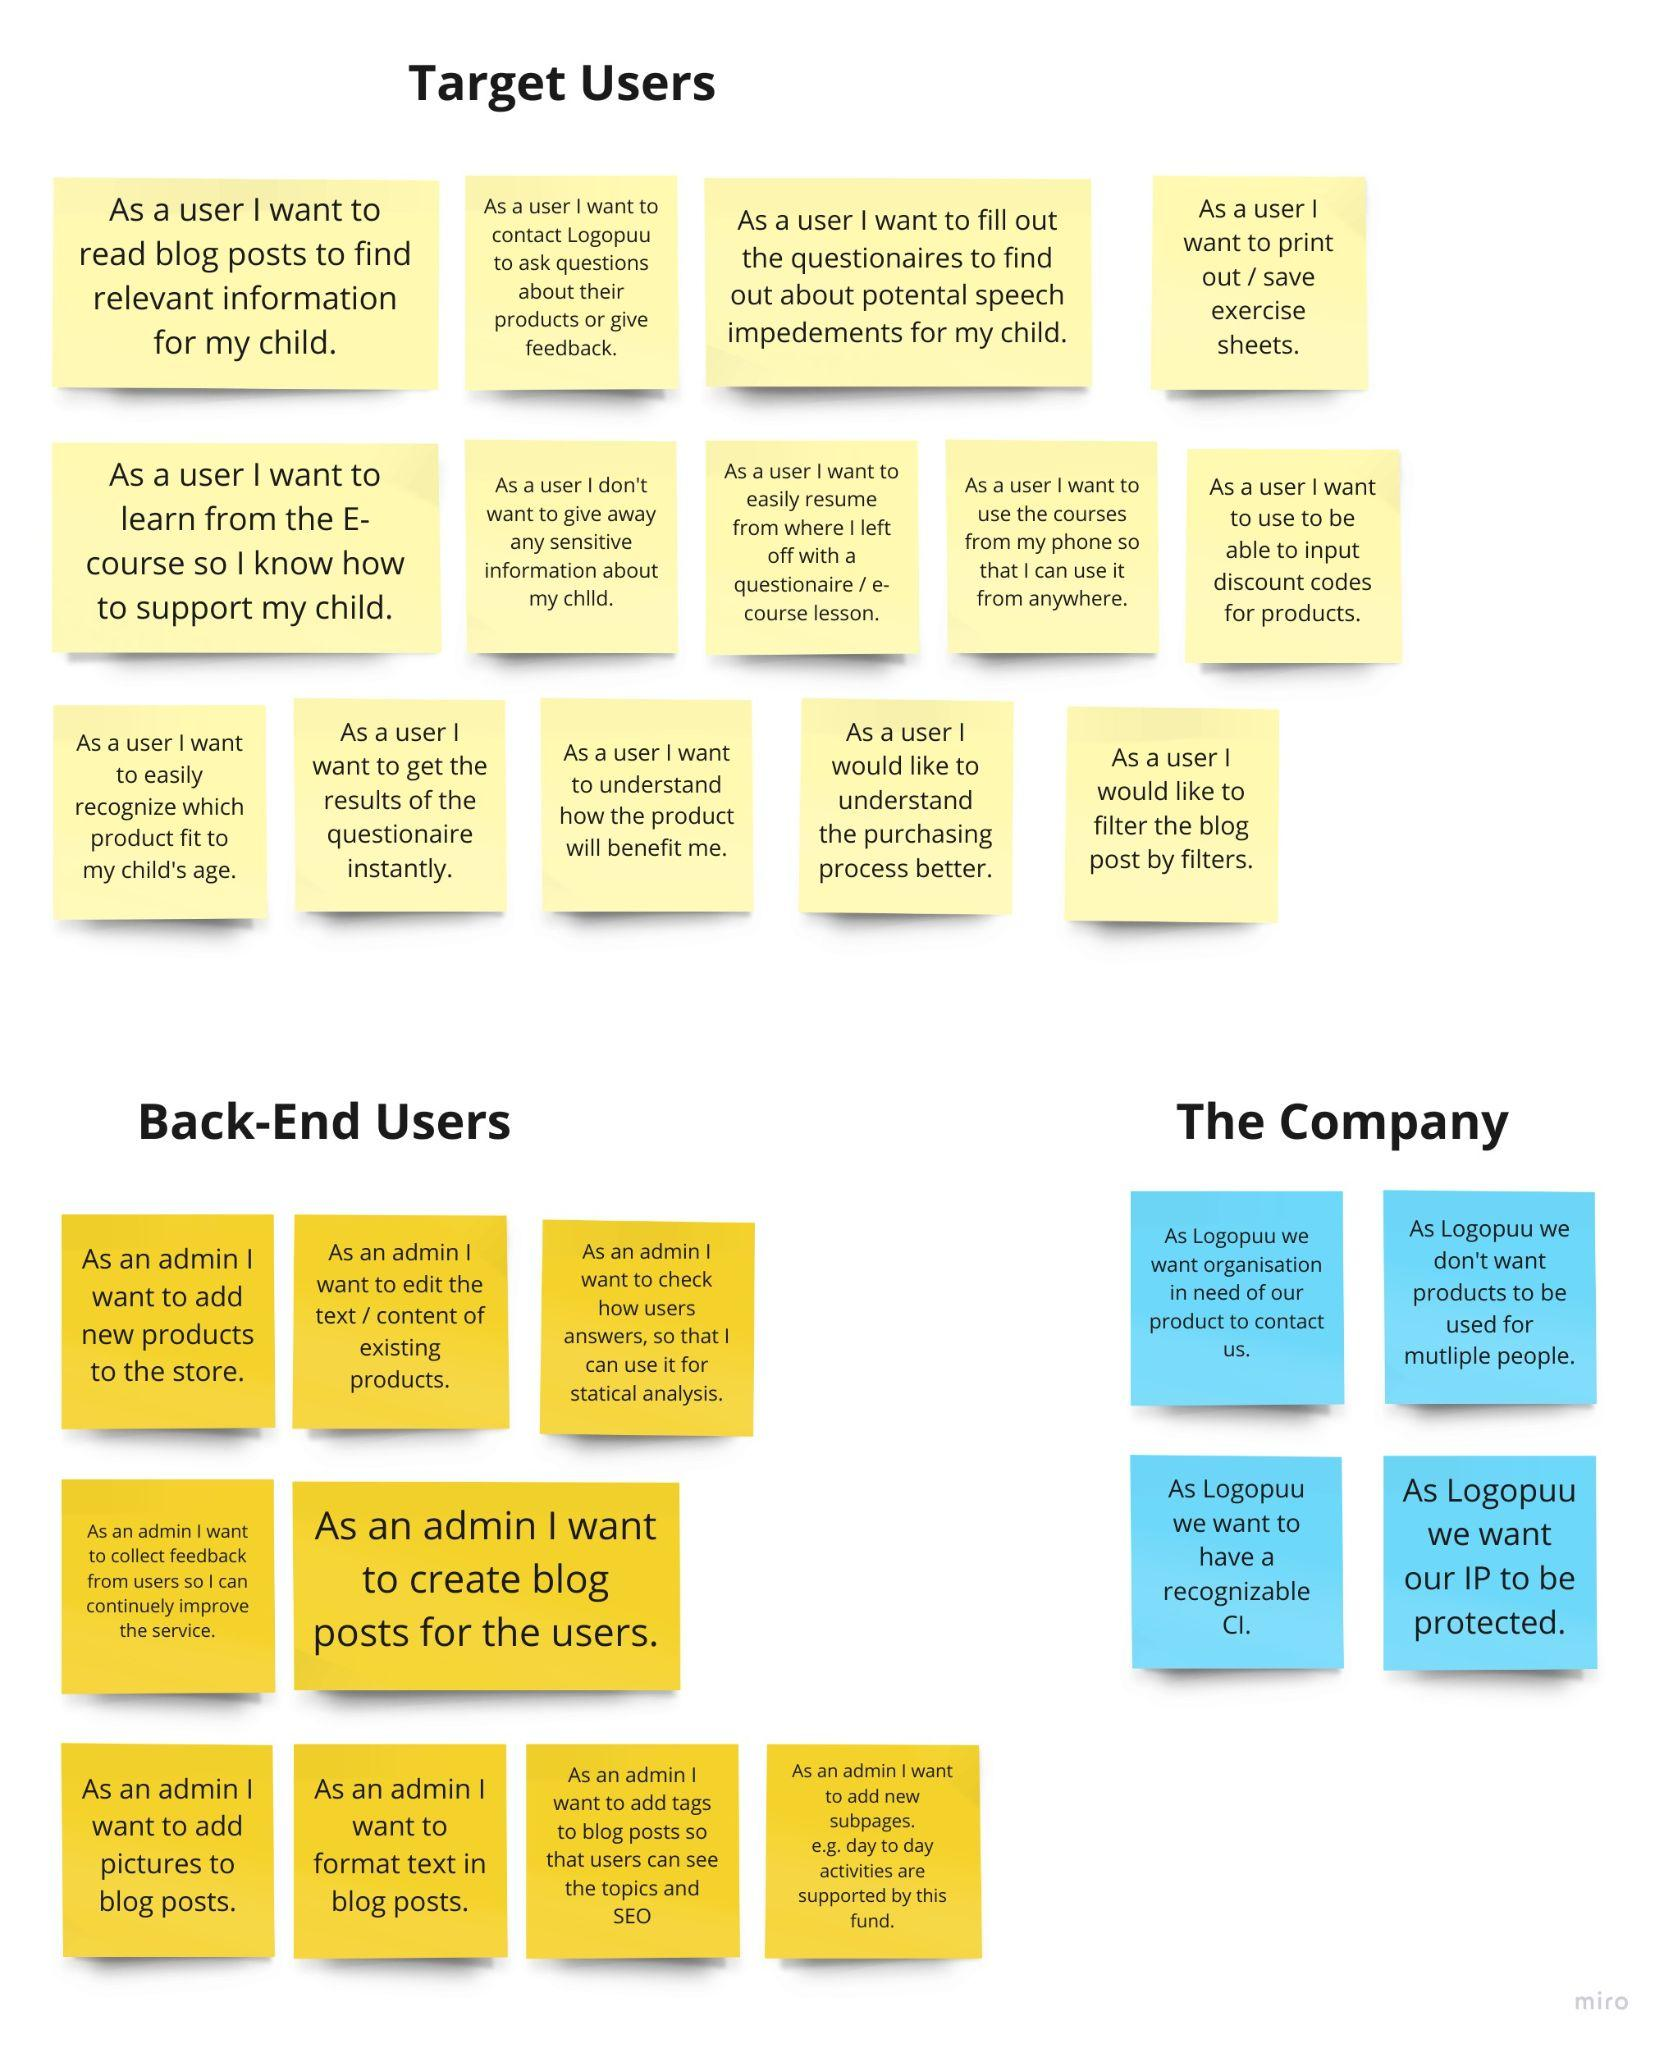 Target Users
As a user I want to
read blog posts to find
relevant information
for my child.
As a user I want to
contact Logopuu
to ask questions
about their
products or give
feedback.
As a user I want to fill out
the questionaires to find
out about potental speech
impedements for my child.
As a user I
want to print
out / save
exercise
sheets.
As a user I want to
learn from the E-
course so I know how
to support my child.
As a user I don't
want to give away
any sensitive
information about
my chlld.
As a user I want to
easily resume
from where I left
off with a
questionaire / e-
course lesson.
As a user I want to
use the courses
from my phone so
that I can use it
from anywhere.
As a user I want
to use to be
able to input
discount codes
for products.
As a user I want
to easily
recognize which
product fit to
my child's age.
As a user I
want to get the
results of the
questionaire
instantly.
As a user I want
to understand
how the product
will benefit me.
As a user I
would like to
understand
the purchasing
process better.
As a user I
would like to
filter the blog
post by filters.
Back-End Users
As an admin I
want to add
new products
to the store.
As an admin I
want to edit the
text / content of
existing
products.
As an admin I
want to check
how users
answers, so that I
can use it for
statical analysis.
As an admin I want
to collect feedback
from users so I can
continuely improve
the service.
As an admin I want
to create blog
posts for the users.
As an admin I
want to add
pictures to
blog posts.
As an admin I
want to
format text in
blog posts.
As an admin I
want to add tags
to blog posts so
that users can see
the topics and
SEO
As an admin I want
to add new
subpages.
e.g. day to day
activities are
supported by this
fund.
The Company
As Logopuu we
want organisation
in need of our
product to contact
us.
As Logopuu we
don't want
products to be
used for
mutliple people.
As Logopuu
we want to
have a
recognizable
CI.
As Logopuu
we want
our IP to be
protected.
miro